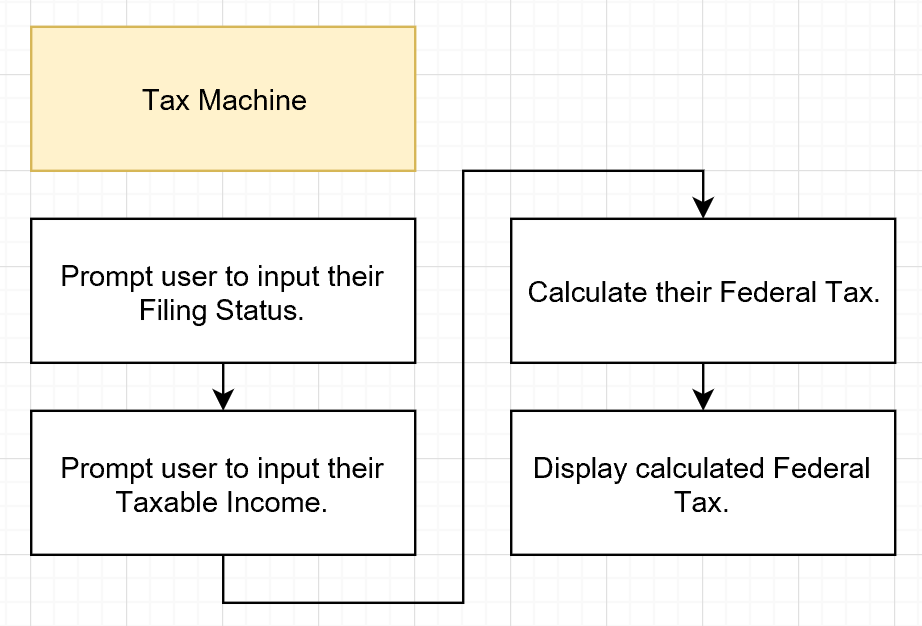 Tax Machine
Prompt user to input their
Filing Status.
Prompt user to input their
Taxable Income.
Calculate their Federal Tax.
Display calculated Federal
Tax.